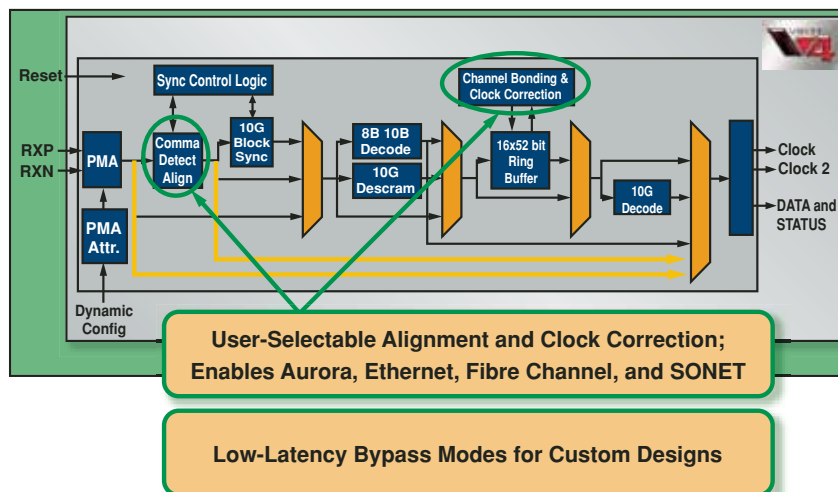 V4
Reset
Sync Control Logic
Channel Bonding &
Clock Correction
RXP
RXN
PMA
Comma
Detect
Align
10G
Block
Sync
8B 10B
Decode
10G
Descram
16x52 bit
Ring
Buffer
10G
Decode
Clock
Clock 2
DATA and
STATUS
PMA
Attr.
Dynamic
Config
User-Selectable Alignment and Clock Correction;
Enables Aurora, Ethernet, Fibre Channel, and SONET
Low-Latency Bypass Modes for Custom Designs